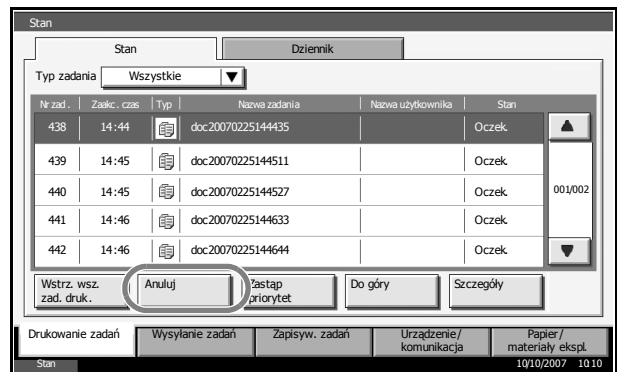 Stan
Stan
Dziennik
Typ zadania Wszystkie
Nr zad. Zaakc. czas Typ Nazwa zadania Nazwa użytkownika Stan
438 14:44 doc20070225144435 Oczek.
439 14:45 doc20070225144511 Oczek.
440 14:45 doc20070225144527 Oczek.
441 14:46 doc20070225144633 Oczek.
442 14:46 doc20070225144644 Oczek.
001/002
Wstrz. wsz.
zad. druk.
Anuluj
Zastąp
priorytet
Do góry
Szczegóły
Drukowanie zadań
Wysyłanie zadań
Zapisyw. zadań
Urządzenie/
komunikacja
Papier/
materiały ekspl.
Stan
10/10/2007 10:10